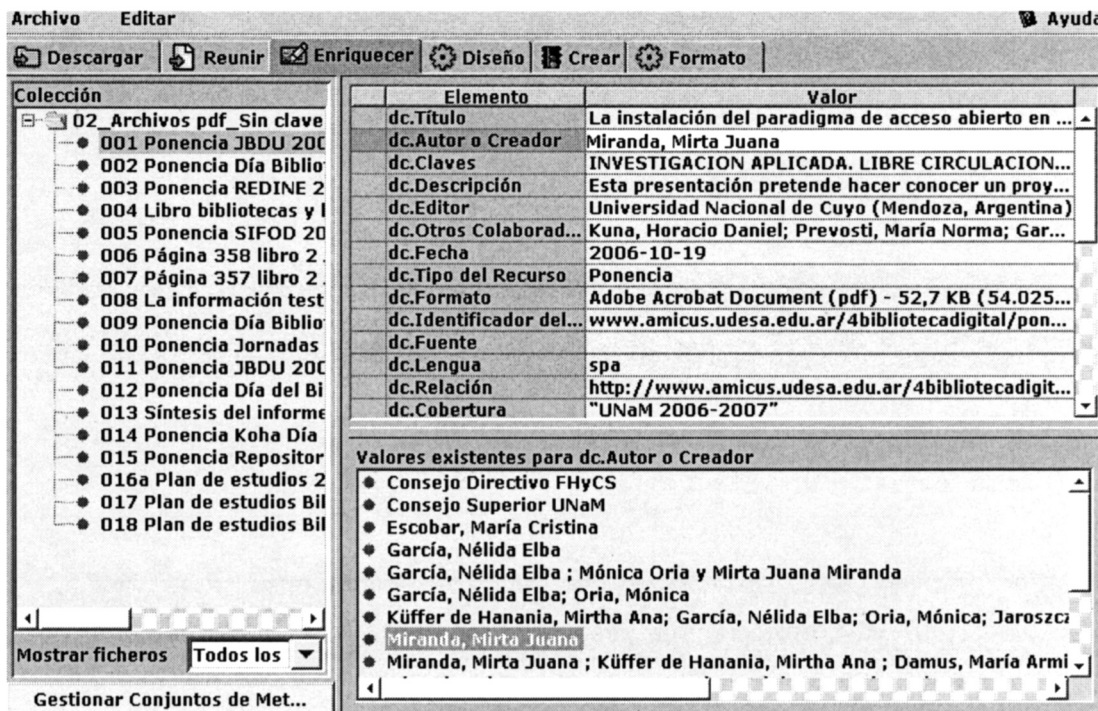 Archivo Editar Ayuda
Descargar Reunir Enriquecer Diseño Crear Formato
Colección
02_Archivos pdf_Sin clave
001 Ponencia JBDU 200
002 Ponencia Día Biblio
003 Ponencia REDINE 2
004 Libro bibliotecas y l
005 Ponencia SIFOD 20
006 Página 358 libro 2
007 Página 357 libro 2
008 La información test
009 Ponencia Día Biblio
010 Ponencia Jornadas
011 Ponencia JBDU 200
012 Ponencia Día del Bi
013 Síntesis del informe
014 Ponencia Koha Día
015 Ponencia Repositor
016a Plan de estudios 2
017 Plan de estudios Bil
018 Plan de estudios Bil
Mostrar ficheros Todos los
Gestionar Conjuntos de Met...
Elemento Valor
dc.Título La instalación del paradigma de acceso abierto en ...
dc.Autor o Creador Miranda, Mirta Juana
dc.Claves INVESTIGACION APLICADA. LIBRE CIRCULACION...
dc.Descripción Esta presentación pretende hacer conocer un proy...
dc.Editor Universidad Nacional de Cuyo (Mendoza, Argentina)
dc.Otros Colaborad... Kuna, Horacio Daniel; Prevosti, María Norma; Gar...
dc.Fecha 2006-10-19
dc.Tipo del Recurso Ponencia
dc.Formato Adobe Acrobat Document (pdf) - 52,7 KB (54.025...
dc.Identificador del... www.amicus.udesa.edu.ar/4bibliotecadigital/pon...
dc.Fuente
dc.Lengua spa
dc.Relación http://www.amicus.udesa.edu.ar/4bibliotecadigit...
dc.Cobertura "UNaM 2006-2007"
Valores existentes para dc.Autor o Creador
Consejo Directivo FHyCS
Consejo Superior UNaM
Escobar, María Cristina
García, Nélida Elba
García, Nélida Elba ; Mónica Oria y Mirta Juana Miranda
García, Nélida Elba; Oria, Mónica
Küffer de Hanania, Mirtha Ana; García, Nélida Elba; Oria, Mónica; Jaroszcz
Miranda, Mirta Juana
Miranda, Mirta Juana ; Küffer de Hanania, Mirtha Ana ; Damus, María Armi